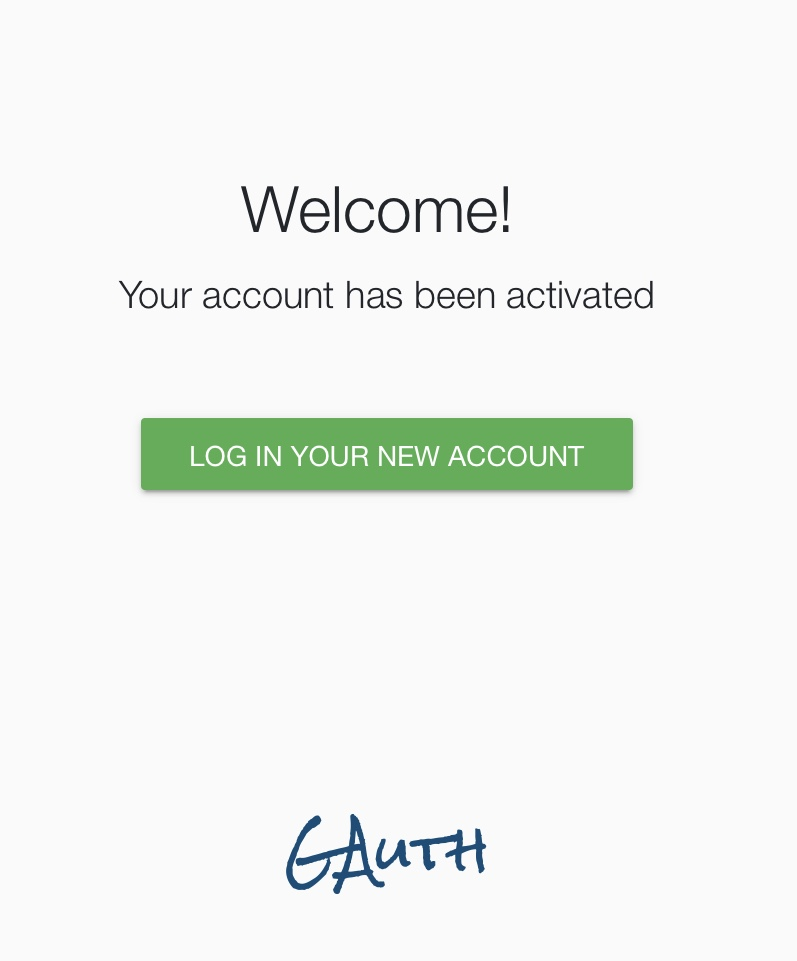 Welcome!
Your account has been activated
LOG IN YOUR NEW ACCOUNT
GAUTH